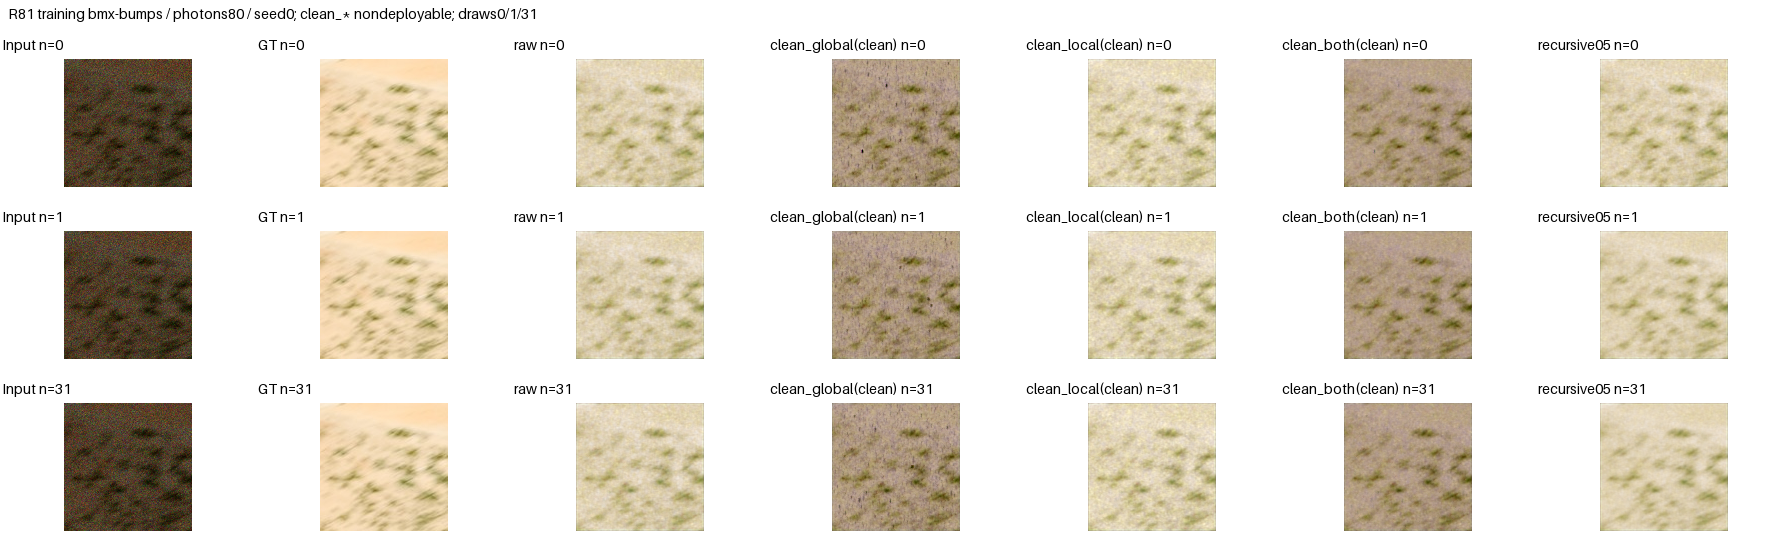 R81 training bmx-bumps / photons80 / seed0; clean_* nondeployable; draws0/1/31
Input n=0 GT n=0 raw n=0 clean_global(clean) n=0 clean_local(clean) n=0 clean_both(clean) n=0 recursive05 n=0
Input n=1 GT n=1 raw n=1 clean_global(clean) n=1 clean_local(clean) n=1 clean_both(clean) n=1 recursive05 n=1
Input n=31 GT n=31 raw n=31 clean_global(clean) n=31 clean_local(clean) n=31 clean_both(clean) n=31 recursive05 n=31